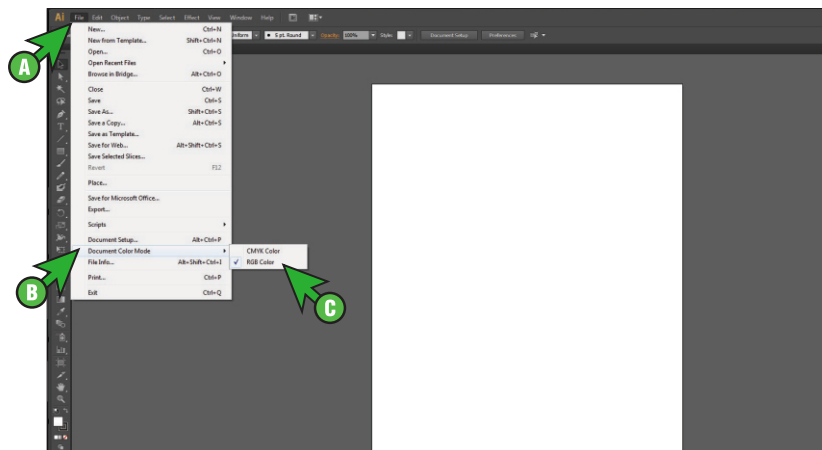 Ai File Edit Object Type Select Effect View Window Help
Uniform 5 pt. Round Opacity: 100% Style: Document Setup Preferences
A
New... Ctrl+N
New from Template... Shift+Ctrl+N
Open... Ctrl+O
Open Recent Files
Browse in Bridge... Alt+Ctrl+O
Close Ctrl+W
Save Ctrl+S
Save As... Shift+Ctrl+S
Save a Copy... Alt+Ctrl+S
Save as Template...
Save for Web... Alt+Shift+Ctrl+S
Save Selected Slices...
Revert F12
Place...
Save for Microsoft Office...
Export...
Scripts
Document Setup... Alt+Ctrl+P
Document Color Mode
CMYK Color
File Info... Alt+Shift+Ctrl+I
RGB Color
Print... Ctrl+P
Exit Ctrl+Q
B
C